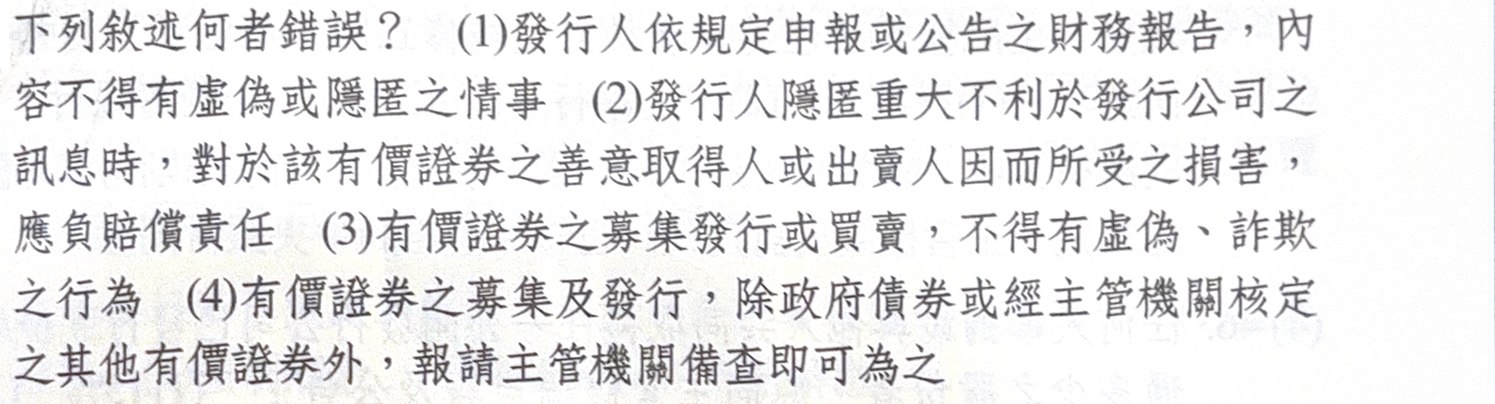 下列敘述何者錯誤？　(1)發行人依規定申報或公告之財務報告，內
容不得有虛偽或隱匿之情事　(2)發行人隱匿重大不利於發行公司之
訊息時，對於該有價證券之善意取得人或出賣人因而所受之損害，
應負賠償責任　(3)有價證券之募集發行或買賣，不得有虛偽、詐欺
之行為　(4)有價證券之募集及發行，除政府債券或經主管機關核定
之其他有價證券外，報請主管機關備查即可為之